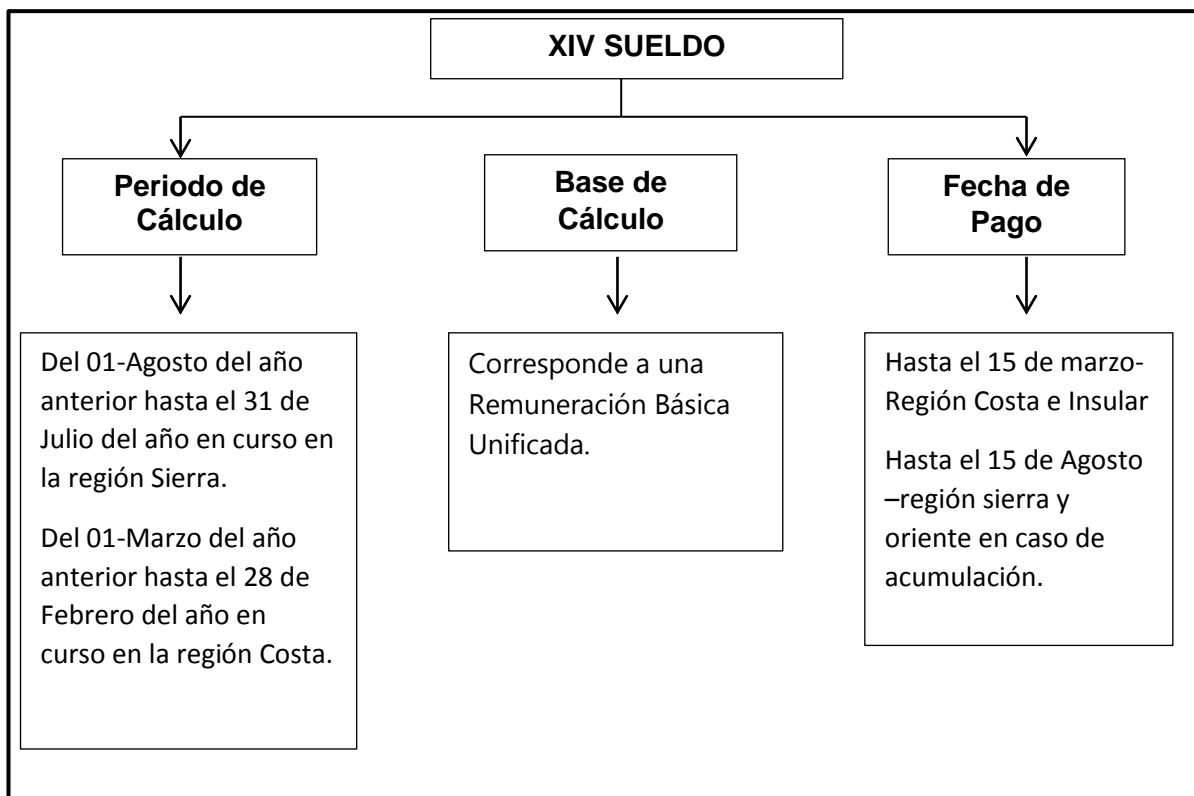 XIV SUELDO
Periodo de
Cálculo
Base de
Cálculo
Fecha de
Pago
Del 01-Agosto del año
anterior hasta el 31 de
Julio del año en curso en
la región Sierra.
Del 01-Marzo del año
anterior hasta el 28 de
Febrero del año en
curso en la región Costa.
Corresponde a una
Remuneración Básica
Unificada.
Hasta el 15 de marzo-
Región Costa e Insular
Hasta el 15 de Agosto
–región sierra y
oriente en caso de
acumulación.